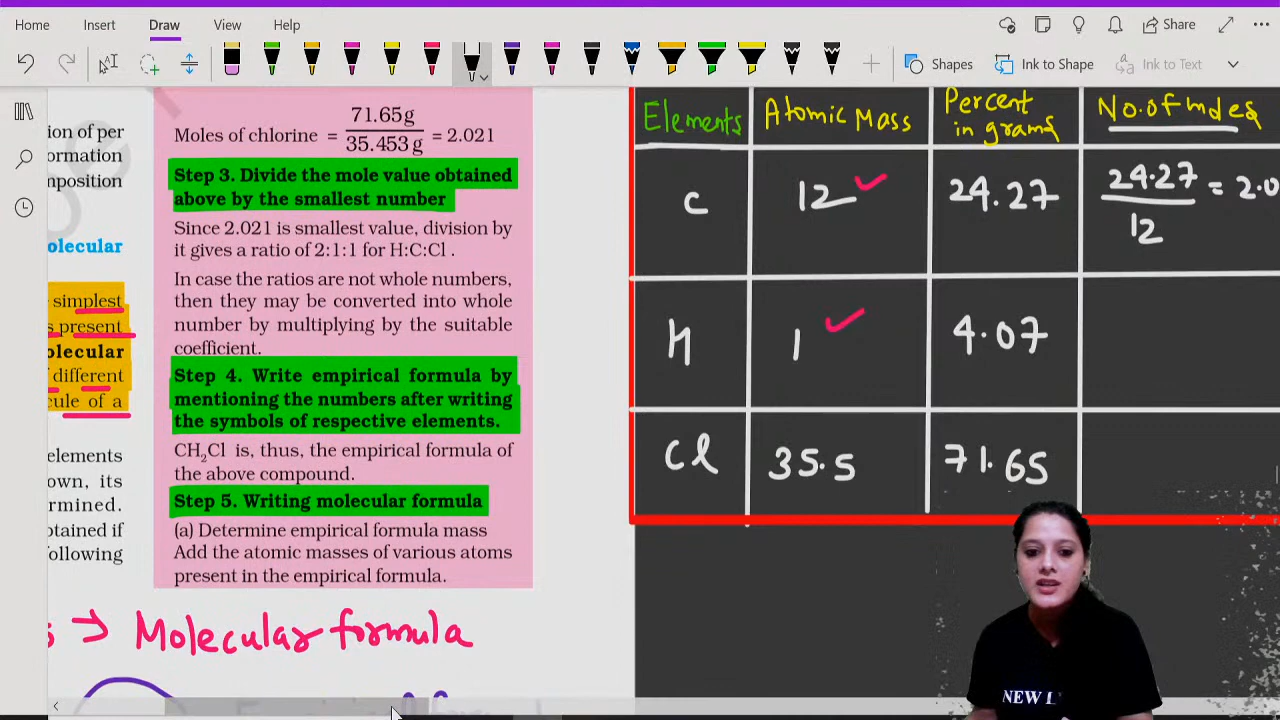 Home Insert Draw View Help Share
Shapes Ink to Shape Ink to Text
ion of per
ormation
nposition
olecular
simplest
s present
olecular
different
cule of a
elements
own, its
rmined.
otained if
ollowing
Moles of chlorine = 71.65g / 35.453 g = 2.021
Step 3. Divide the mole value obtained
above by the smallest number
Since 2.021 is smallest value, division by
it gives a ratio of 2:1:1 for H:C:Cl .
In case the ratios are not whole numbers,
then they may be converted into whole
number by multiplying by the suitable
coefficient.
Step 4. Write empirical formula by
mentioning the numbers after writing
the symbols of respective elements.
CH₂Cl is, thus, the empirical formula of
the above compound.
Step 5. Writing molecular formula
(a) Determine empirical formula mass
Add the atomic masses of various atoms
present in the empirical formula.
s → Molecular formula
Elements Atomic Mass Percent in grams No. of moles
C 12 24.27 24.27 / 12 = 2.0
H 1 4.07
Cl 35.5 71.65
NEW L